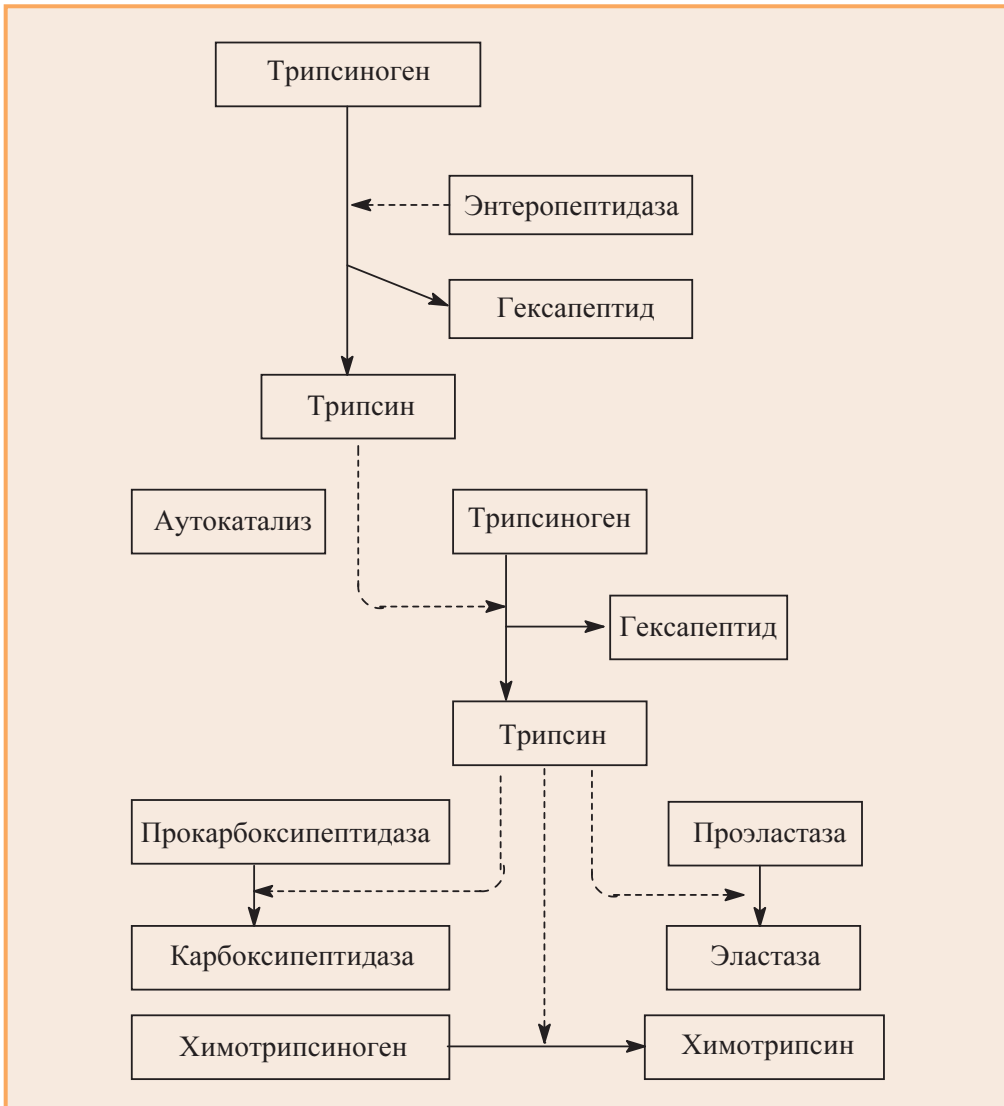 Трипсиноген
Энтеропептидаза
Гексапептид
Трипсин
Аутокатализ
Трипсиноген
Гексапептид
Трипсин
Прокарбоксипептидаза
Проэластаза
Карбоксипептидаза
Эластаза
Химотрипсиноген
Химотрипсин